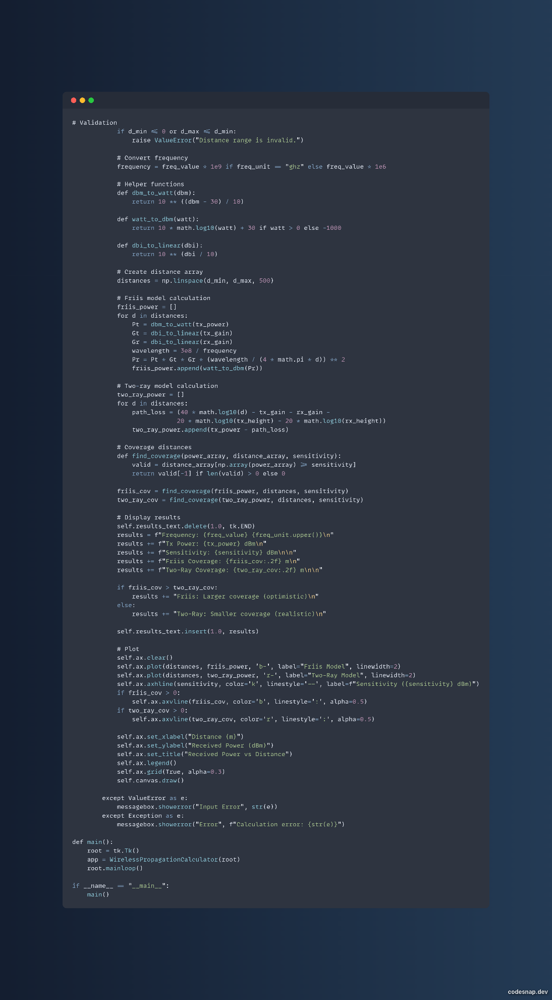 # Validation
            if d_min <= 0 or d_max <= d_min:
                raise ValueError("Distance range is invalid.")

            # Convert frequency
            frequency = freq_value * 1e9 if freq_unit == "ghz" else freq_value * 1e6

            # Helper functions
            def dbm_to_watt(dbm):
                return 10 ** ((dbm - 30) / 10)

            def watt_to_dbm(watt):
                return 10 * math.log10(watt) + 30 if watt > 0 else -1000

            def dbi_to_linear(dbi):
                return 10 ** (dbi / 10)

            # Create distance array
            distances = np.linspace(d_min, d_max, 500)

            # Friis model calculation
            friis_power = []
            for d in distances:
                Pt = dbm_to_watt(tx_power)
                Gt = dbi_to_linear(tx_gain)
                Gr = dbi_to_linear(rx_gain)
                wavelength = 3e8 / frequency
                Pr = Pt * Gt * Gr * (wavelength / (4 * math.pi * d)) ** 2
                friis_power.append(watt_to_dbm(Pr))

            # Two-ray model calculation
            two_ray_power = []
            for d in distances:
                path_loss = (40 * math.log10(d) - tx_gain - rx_gain -
                            20 * math.log10(tx_height) - 20 * math.log10(rx_height))
                two_ray_power.append(tx_power - path_loss)

            # Coverage distances
            def find_coverage(power_array, distance_array, sensitivity):
                valid = distance_array[np.array(power_array) >= sensitivity]
                return valid[-1] if len(valid) > 0 else 0

            friis_cov = find_coverage(friis_power, distances, sensitivity)
            two_ray_cov = find_coverage(two_ray_power, distances, sensitivity)

            # Display results
            self.results_text.delete(1.0, tk.END)
            results = f"Frequency: {freq_value} {freq_unit.upper()}\n"
            results += f"Tx Power: {tx_power} dBm\n"
            results += f"Sensitivity: {sensitivity} dBm\n\n"
            results += f"Friis Coverage: {friis_cov:.2f} m\n"
            results += f"Two-Ray Coverage: {two_ray_cov:.2f} m\n\n"

            if friis_cov > two_ray_cov:
                results += "Friis: Larger coverage (optimistic)\n"
            else:
                results += "Two-Ray: Smaller coverage (realistic)\n"

            self.results_text.insert(1.0, results)

            # Plot
            self.ax.clear()
            self.ax.plot(distances, friis_power, 'b-', label="Friis Model", linewidth=2)
            self.ax.plot(distances, two_ray_power, 'r-', label="Two-Ray Model", linewidth=2)
            self.ax.axhline(sensitivity, color='k', linestyle='--', label=f"Sensitivity ({sensitivity} dBm)")
            if friis_cov > 0:
                self.ax.axvline(friis_cov, color='b', linestyle=':', alpha=0.5)
            if two_ray_cov > 0:
                self.ax.axvline(two_ray_cov, color='r', linestyle=':', alpha=0.5)

            self.ax.set_xlabel("Distance (m)")
            self.ax.set_ylabel("Received Power (dBm)")
            self.ax.set_title("Received Power vs Distance")
            self.ax.legend()
            self.ax.grid(True, alpha=0.3)
            self.canvas.draw()

        except ValueError as e:
            messagebox.showerror("Input Error", str(e))
        except Exception as e:
            messagebox.showerror("Error", f"Calculation error: {str(e)}")

def main():
    root = tk.Tk()
    app = WirelessPropagationCalculator(root)
    root.mainloop()

if __name__ == "__main__":
    main()
codesnap.dev